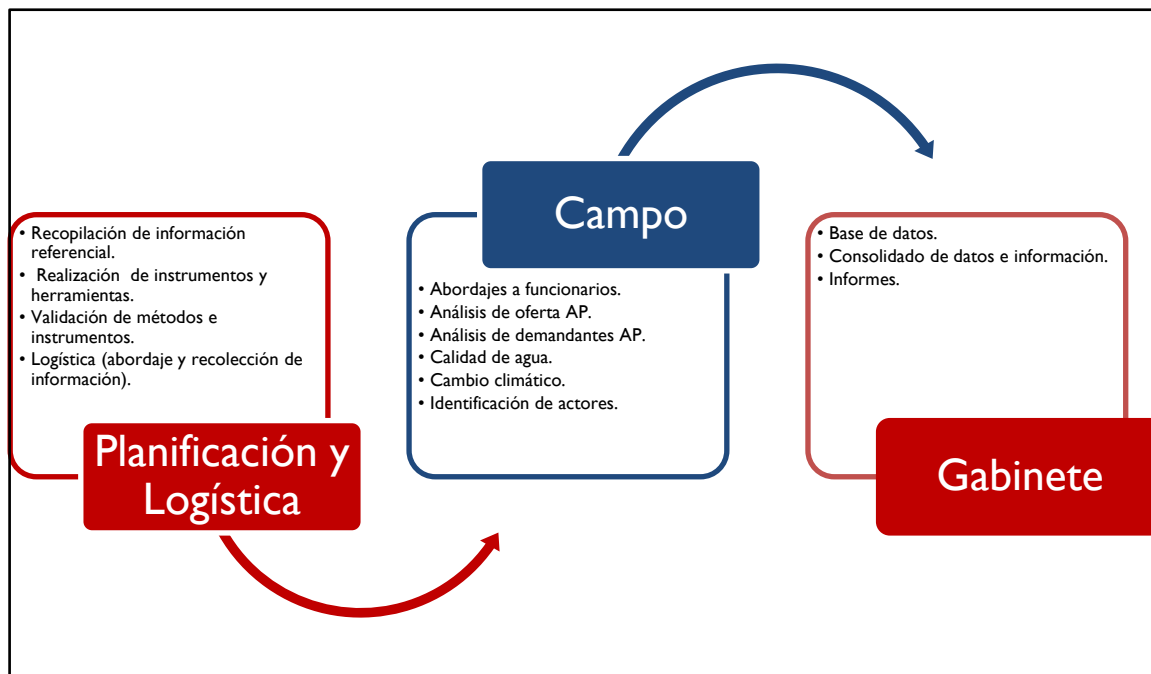 • Recopilación de información
referencial.
• Realización de instrumentos y
herramientas.
• Validación de métodos e
instrumentos.
• Logística (abordaje y recolección de
información).
Planificación y
Logística
Campo
• Abordajes a funcionarios.
• Análisis de oferta AP.
• Análisis de demandantes AP.
• Calidad de agua.
• Cambio climático.
• Identificación de actores.
• Base de datos.
• Consolidado de datos e información.
• Informes.
Gabinete